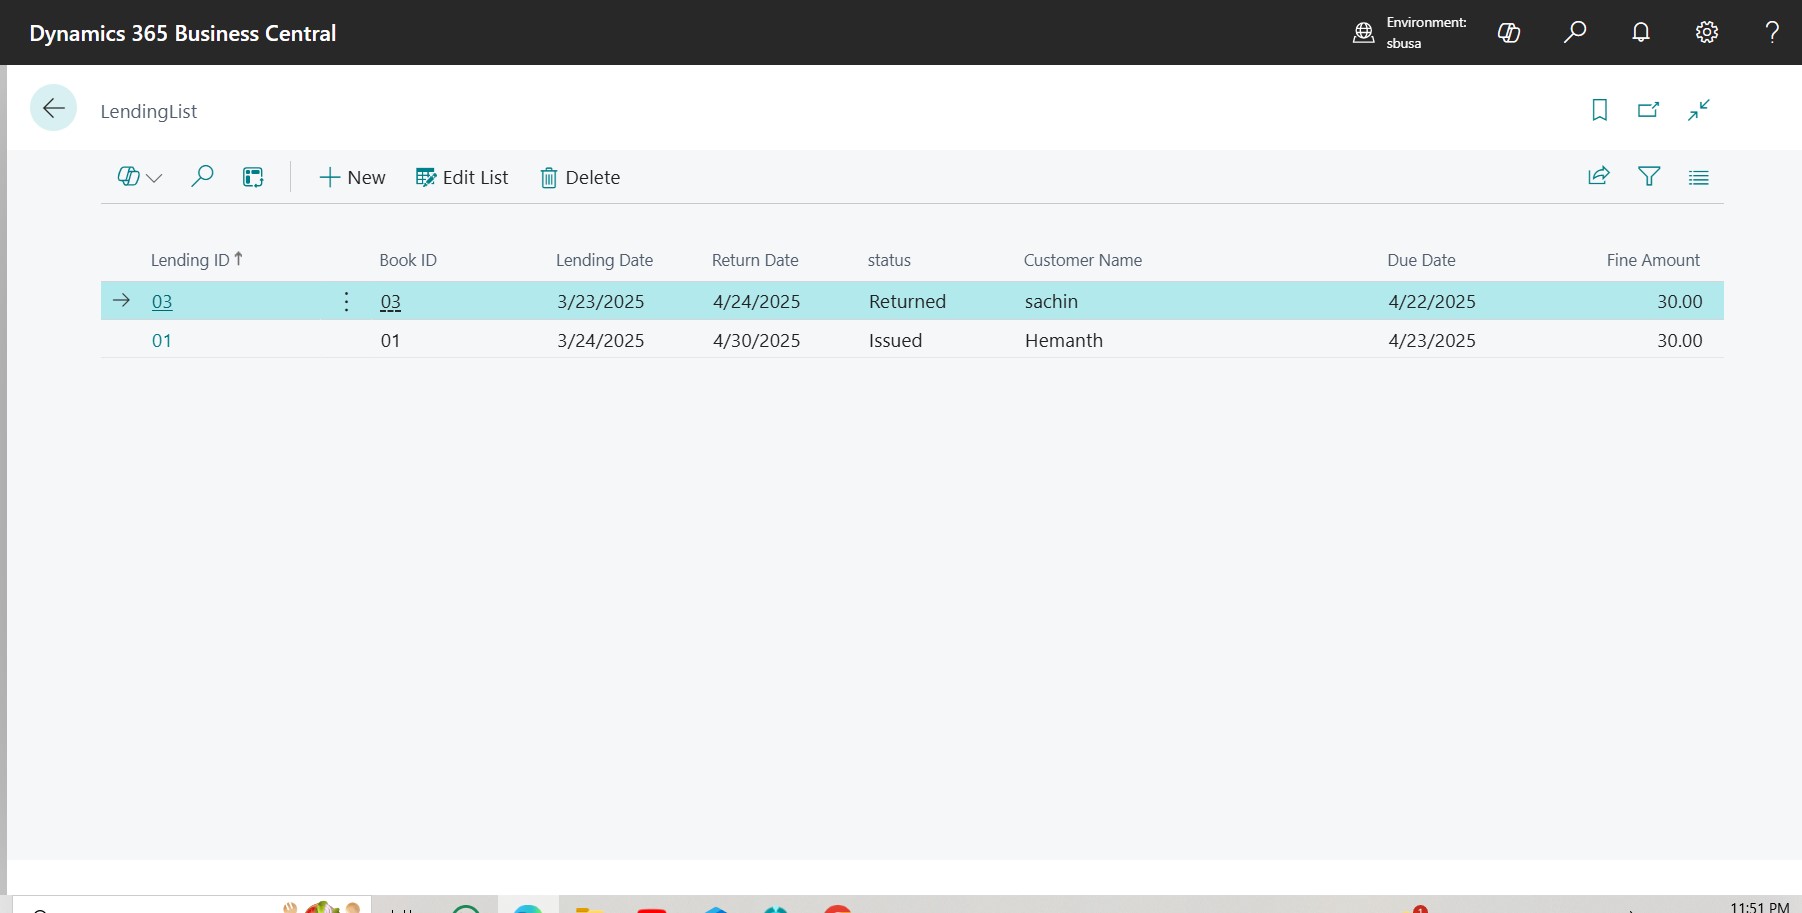 Dynamics 365 Business Central
Environment:
sbusa
?
LendingList
New Edit List Delete
Lending ID ↑ Book ID Lending Date Return Date status Customer Name Due Date Fine Amount
03 03 3/23/2025 4/24/2025 Returned sachin 4/22/2025 30.00
01 01 3/24/2025 4/30/2025 Issued Hemanth 4/23/2025 30.00
1
11:51 PM